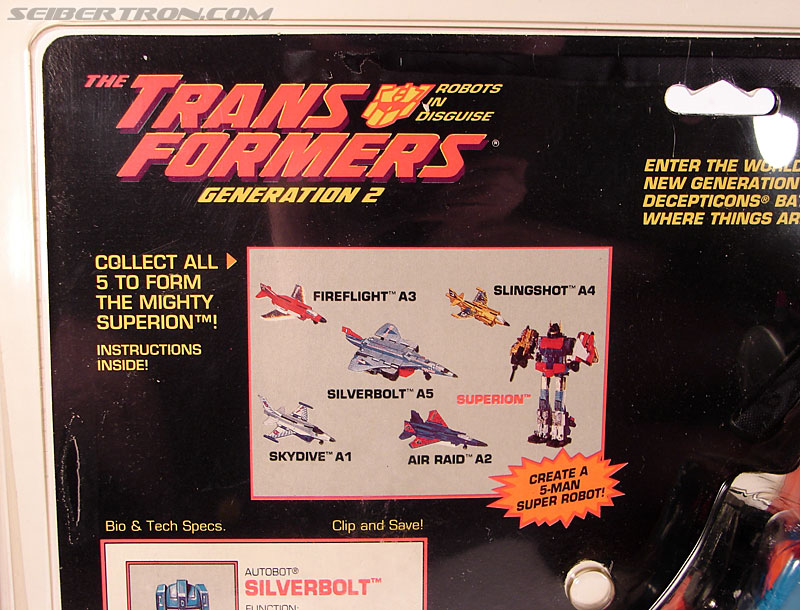 SEIBERTRON.COM
THE TRANS
FORMERS®
ROBOTS
IN
DISGUISE
GENERATION 2
ENTER THE WORLD
NEW GENERATION
DECEPTICONS® BA
WHERE THINGS AR
COLLECT ALL
5 TO FORM
THE MIGHTY
SUPERION™!
INSTRUCTIONS
INSIDE!
FIREFLIGHT™ A3
SLINGSHOT™ A4
SILVERBOLT™ A5
SUPERION™
SKYDIVE™ A1
AIR RAID™ A2
CREATE A
5-MAN
SUPER ROBOT!
Bio & Tech Specs.
Clip and Save!
AUTOBOT®
SILVERBOLT™
FUNCTION: